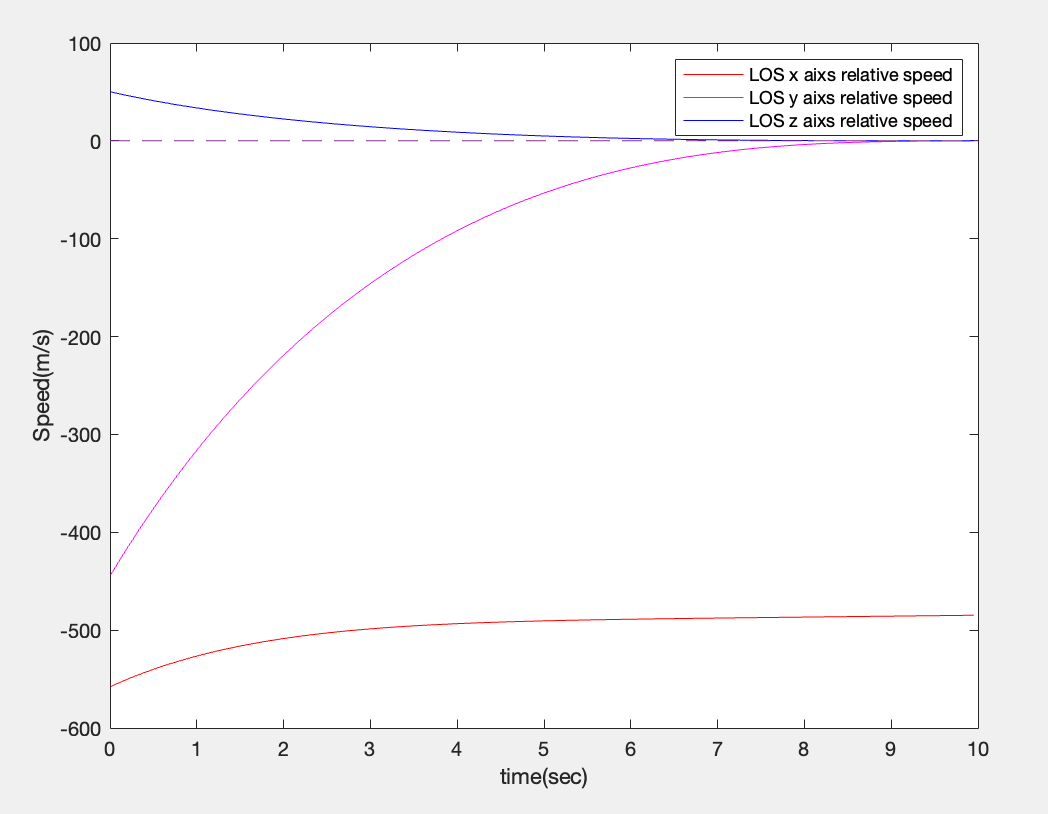 100
0
-100
-200
-300
-400
-500
-600
Speed(m/s)
LOS x aixs relative speed
LOS y aixs relative speed
LOS z aixs relative speed
0 1 2 3 4 5 6 7 8 9 10
time(sec)